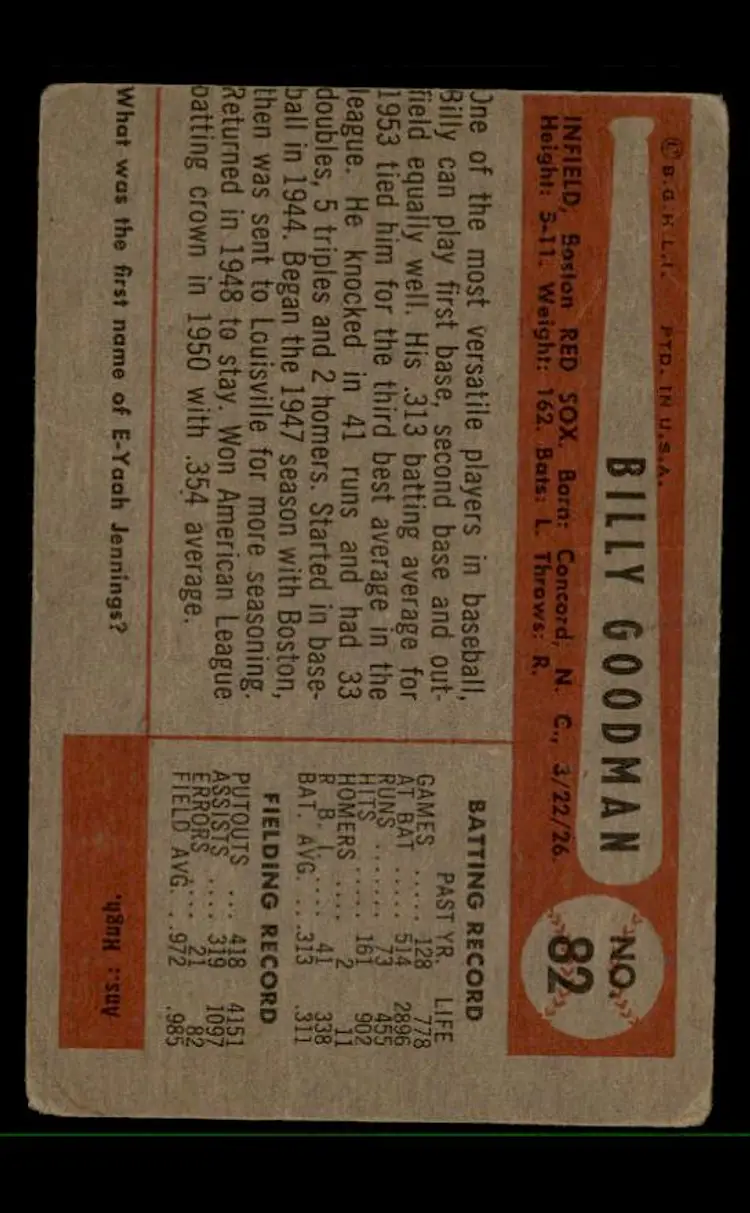 © B.G.H.L.I. PTD. IN U.S.A.
BILLY GOODMAN
NO.
82
INFIELD, Boston RED SOX. Born: Concord, N. C., 3/22/26.
Height: 5-11. Weight: 162. Bats: L. Throws: R.
One of the most versatile players in baseball,
Billy can play first base, second base and out-
field equally well. His .313 batting average for
1953 tied him for the third best average in the
league. He knocked in 41 runs and had 33
doubles, 5 triples and 2 homers. Started in base-
ball in 1944. Began the 1947 season with Boston,
then was sent to Louisville for more seasoning.
Returned in 1948 to stay. Won American League
batting crown in 1950 with .354 average.
BATTING RECORD
PAST YR. LIFE
GAMES ..... 128 778
AT BAT ..... 514 2896
RUNS ....... 73 455
HITS ..... 161 902
HOMERS .... 2 11
R. B. I. .... 41 338
BAT. AVG. .. .313 .311
FIELDING RECORD
PUTOUTS ... 418 4151
ASSISTS .... 319 1097
ERRORS .... 21 82
FIELD AVG. .. .972 .985
What was the first name of E-Yaah Jennings?
Ans.: Hugh.